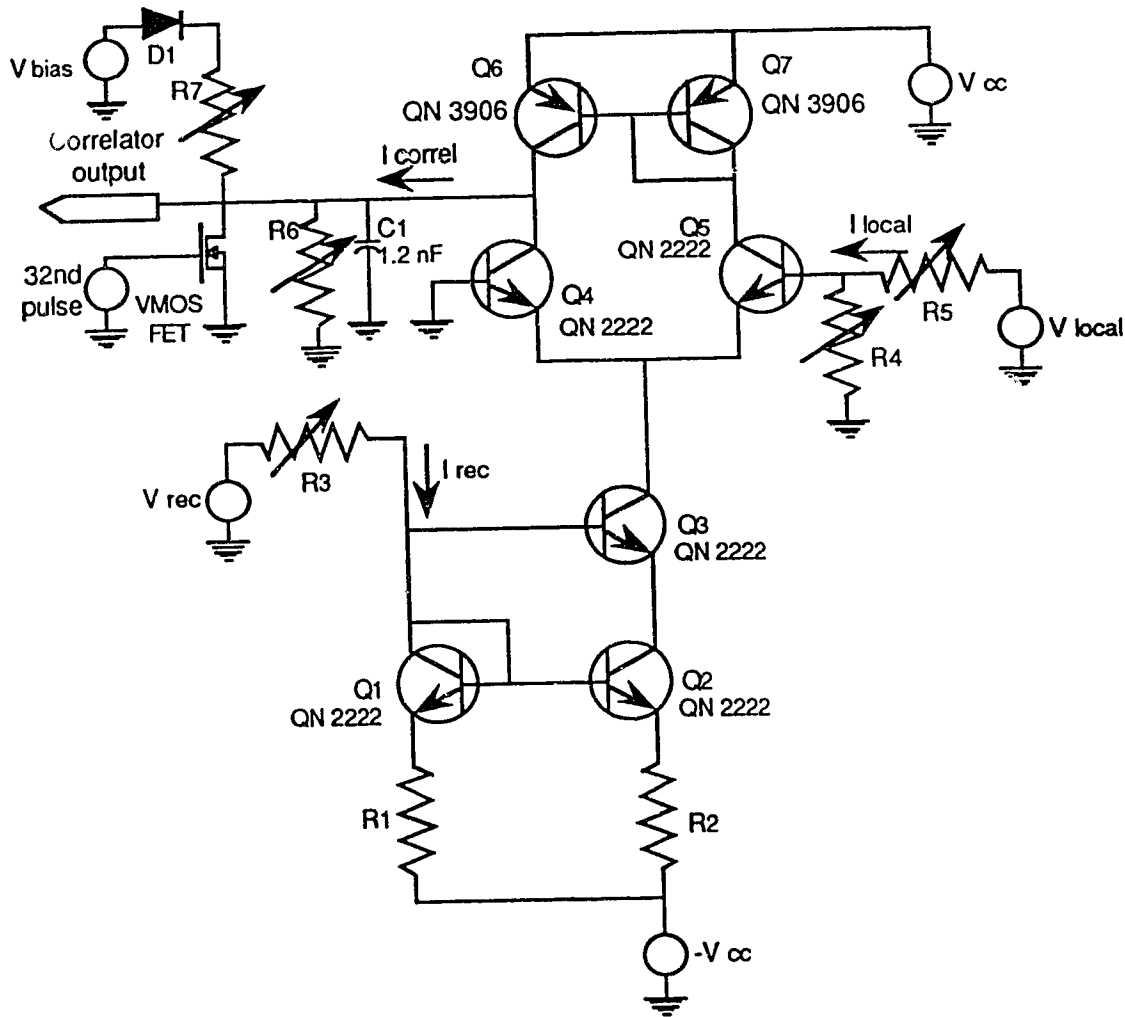 D1
V bias
R7
Correlator
output
32nd
pulse
VMOS
FET
R6
C1
1.2 nF
I correl
Q6
QN 3906
Q7
QN 3906
V cc
Q4
QN 2222
Q5
QN 2222
I local
R5
R4
V local
V rec
R3
I rec
Q3
QN 2222
Q1
QN 2222
Q2
QN 2222
R1
R2
-V cc